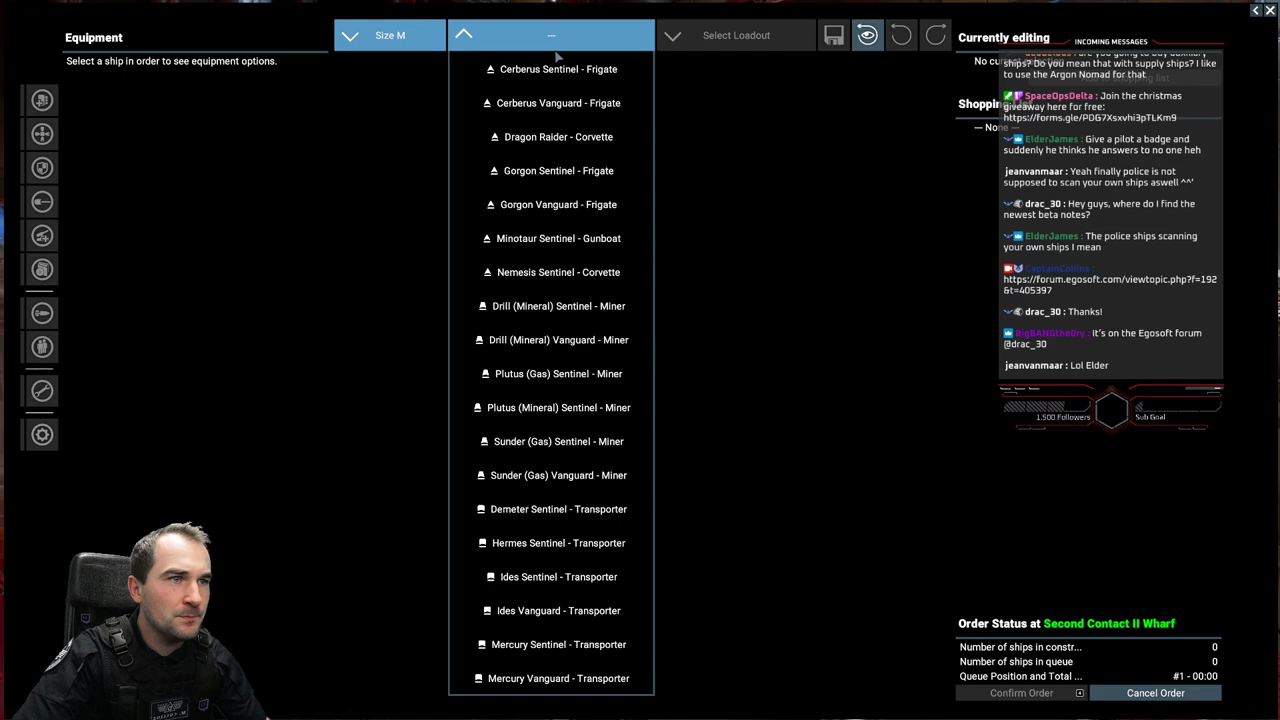 Equipment
Select a ship in order to see equipment options.
Size M
---
Select Loadout
Cerberus Sentinel - Frigate
Cerberus Vanguard - Frigate
Dragon Raider - Corvette
Gorgon Sentinel - Frigate
Gorgon Vanguard - Frigate
Minotaur Sentinel - Gunboat
Nemesis Sentinel - Corvette
Drill (Mineral) Sentinel - Miner
Drill (Mineral) Vanguard - Miner
Plutus (Gas) Sentinel - Miner
Plutus (Mineral) Sentinel - Miner
Sunder (Gas) Sentinel - Miner
Sunder (Gas) Vanguard - Miner
Demeter Sentinel - Transporter
Hermes Sentinel - Transporter
Ides Sentinel - Transporter
Ides Vanguard - Transporter
Mercury Sentinel - Transporter
Mercury Vanguard - Transporter
Currently editing
No cu
Shopping
— None —
INCOMING MESSAGES
ships? Do you mean that with supply ships? I like
to use the Argon Nomad for that
SpaceOpsDelta : Join the christmas
giveaway here for free:
https://forms.gle/PDG7Xsxvhi3pTLKm9
ElderJames : Give a pilot a badge and
suddenly he thinks he answers to no one heh
jeanvanmaar : Yeah finally police is not
supposed to scan your own ships aswell ^^'
drac_30 : Hey guys, where do I find the
newest beta notes?
ElderJames : The police ships scanning
your own ships I mean
CaptainCollins :
https://forum.egosoft.com/viewtopic.php?f=192
&t=405397
drac_30 : Thanks!
BigBANGthe0ry : It's on the Egosoft forum
@drac_30
jeanvanmaar : Lol Elder
1.500 Followers
Sub Goal
Order Status at Second Contact II Wharf
Number of ships in constr... 0
Number of ships in queue 0
Queue Position and Total ... #1 - 00:00
Confirm Order
Cancel Order